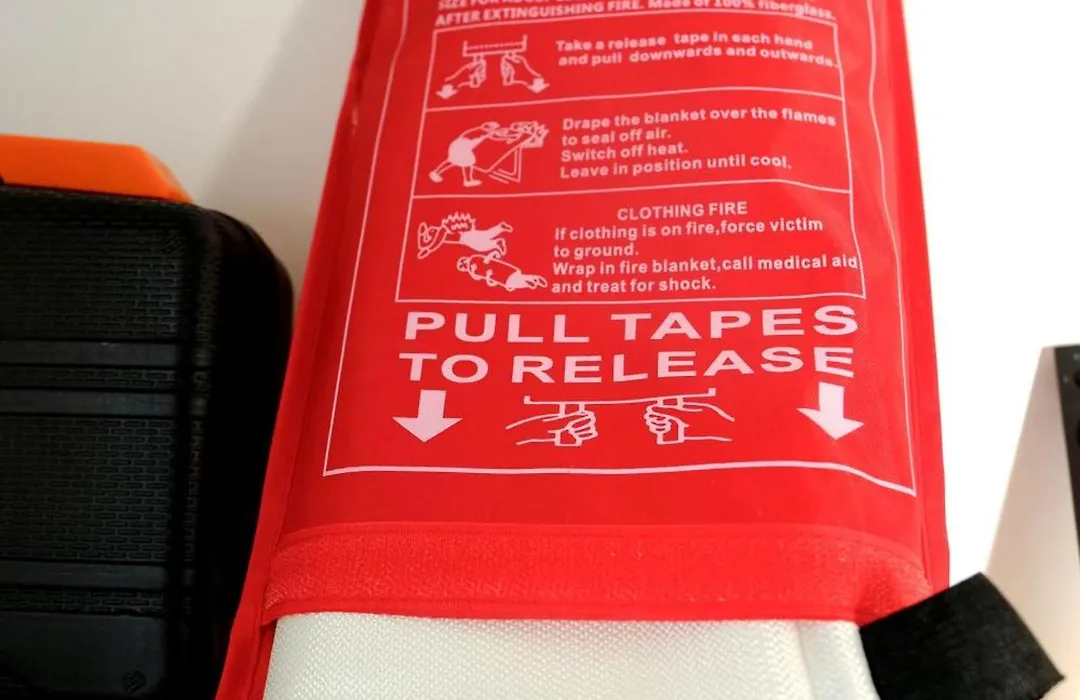 AFTER EXTINGUISHING FIRE. Made of 100% fiberglass.
Take a release tape in each hand
and pull downwards and outwards.
Drape the blanket over the flames
to seal off air.
Switch off heat.
Leave in position until cool.
CLOTHING FIRE
If clothing is on fire,force victim
to ground.
Wrap in fire blanket,call medical aid
and treat for shock.
PULL TAPES
TO RELEASE